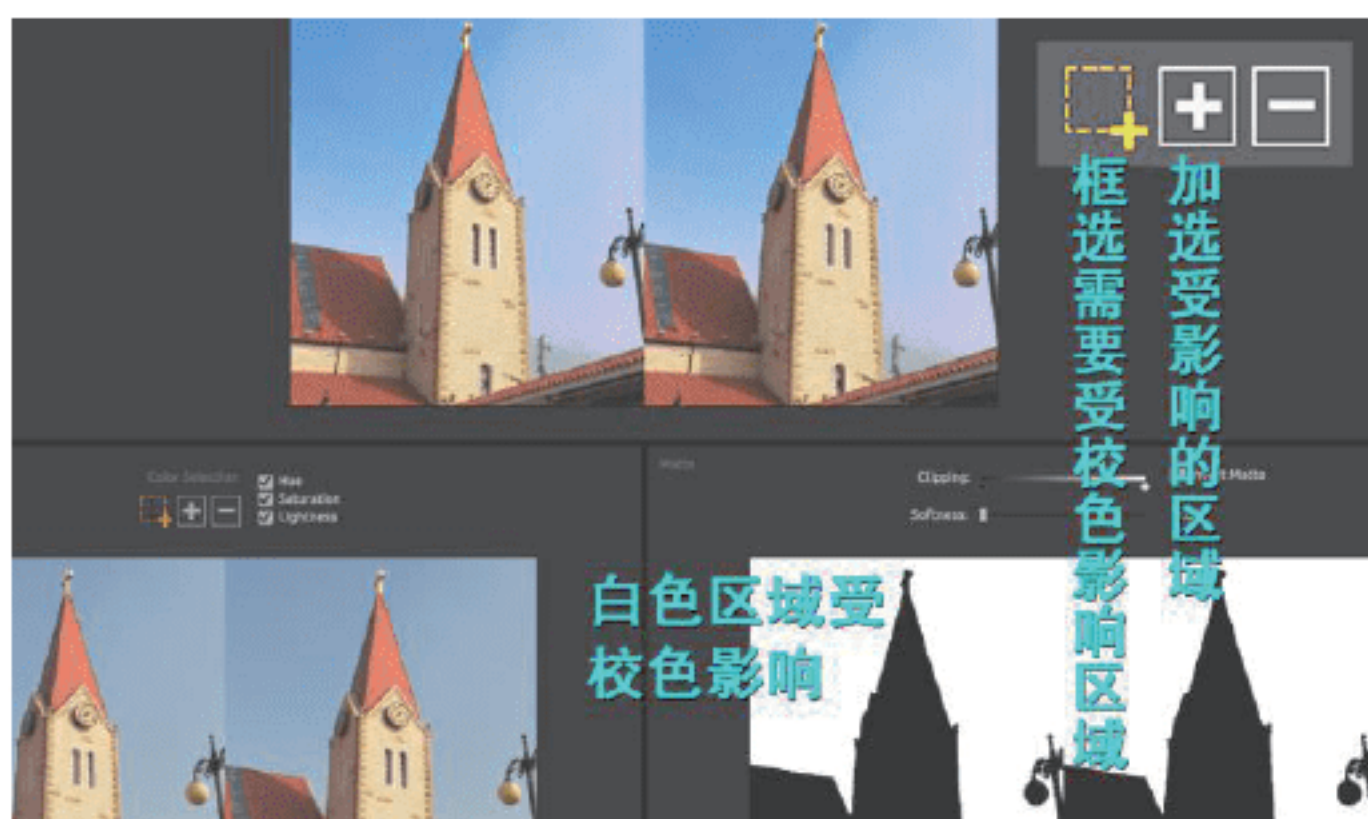 框选需要受校色影响区域
加选受影响的区域
Color Selection
Hue
Saturation
Lightness
Matte
Clipping:
Matte
Softness:
白色区域受
校色影响